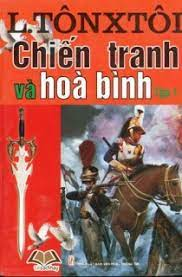 L.TÔNXTÔI
Chiến tranh
và hoà bình
Tập 1